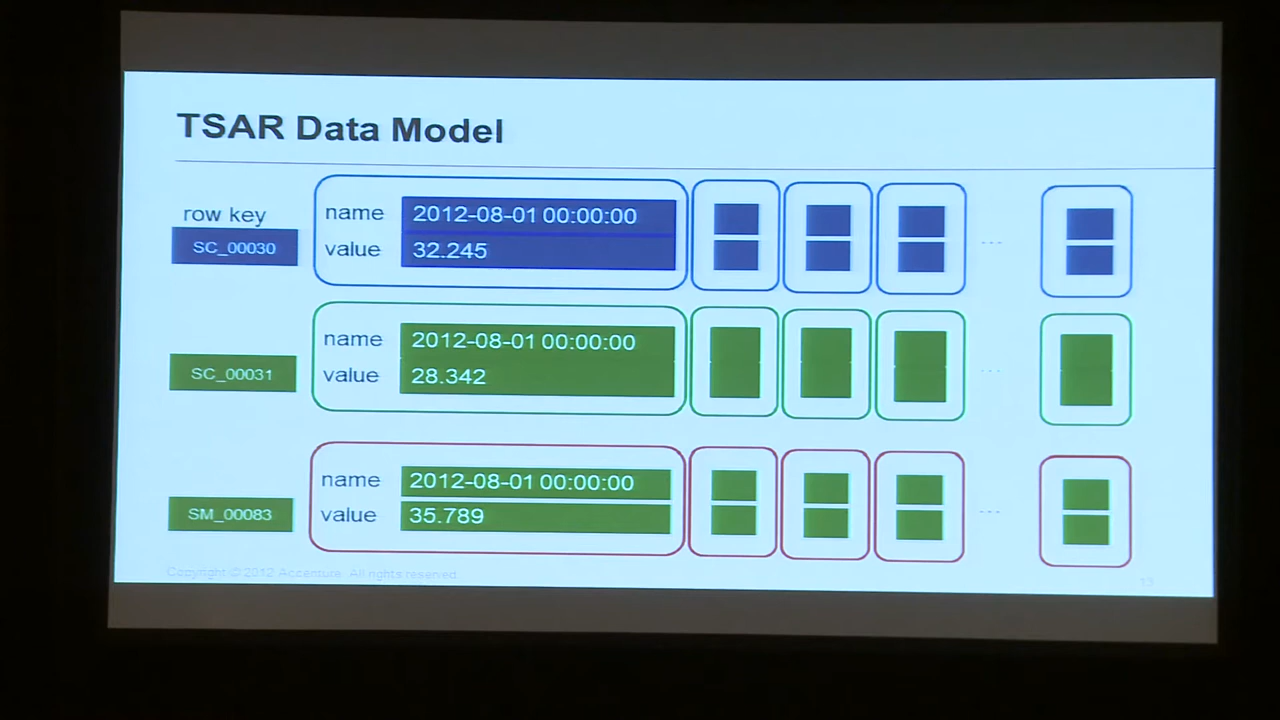 TSAR Data Model
row key
SC_00030
name 2012-08-01 00:00:00
value 32.245
...
SC_00031
name 2012-08-01 00:00:00
value 28.342
...
SM_00083
name 2012-08-01 00:00:00
value 35.789
...
Copyright © 2012 Accenture. All rights reserved.
13